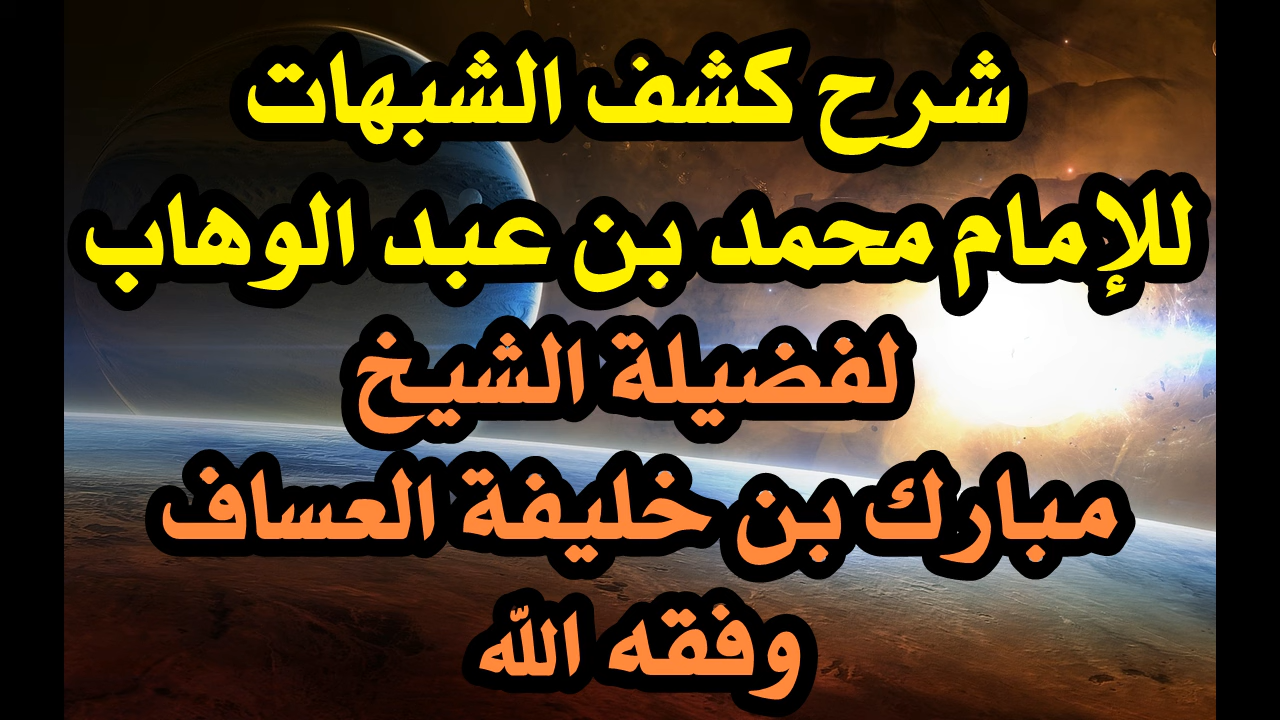 شرح كشف الشبهات
للإمام محمد بن عبد الوهاب
لفضيلة الشيخ
مبارك بن خليفة العساف
وفقه الله